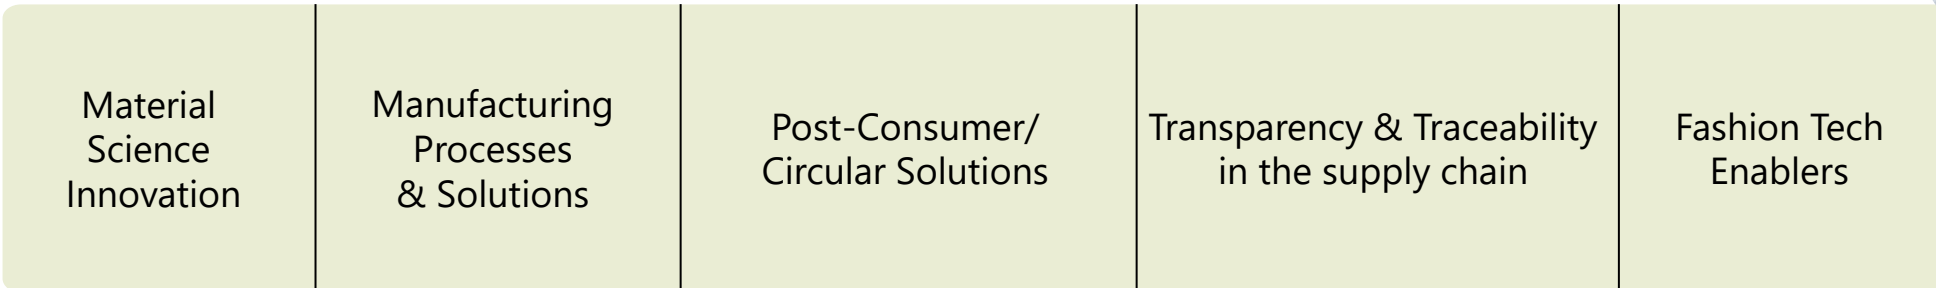 Material
Science
Innovation
Manufacturing
Processes
& Solutions
Post-Consumer/
Circular Solutions
Transparency & Traceability
in the supply chain
Fashion Tech
Enablers